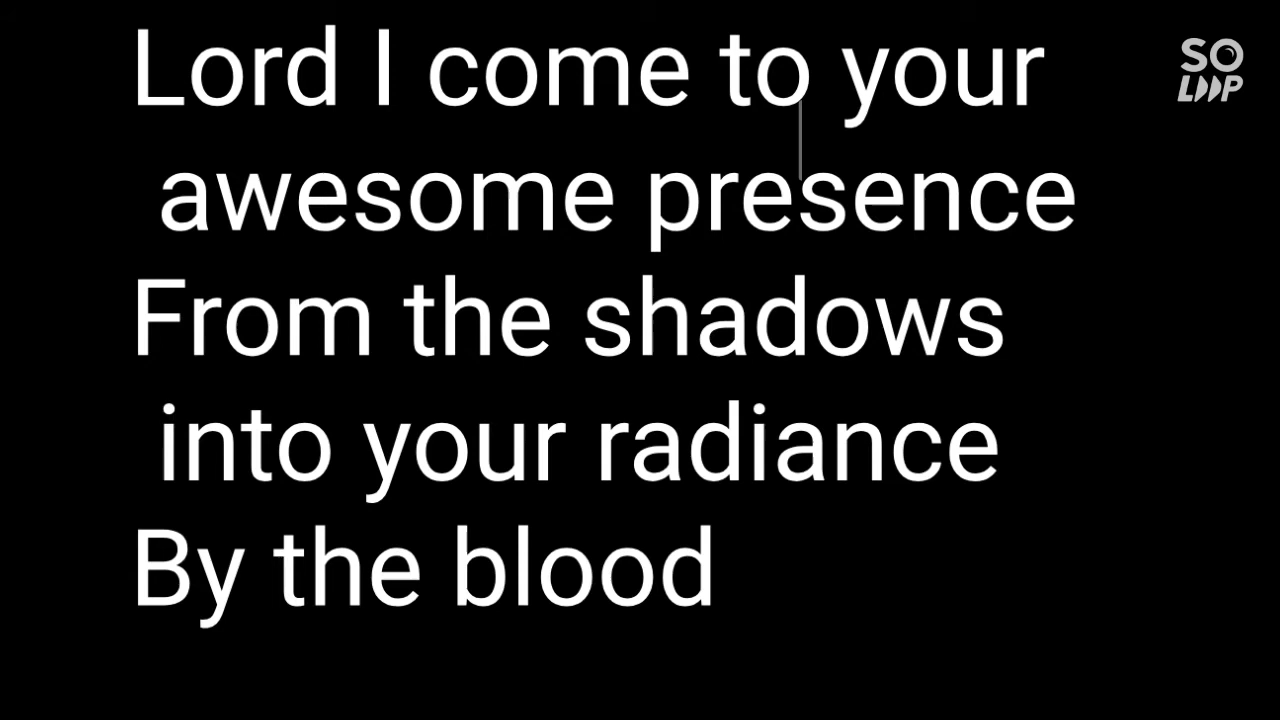 Lord I come to your
awesome presence
From the shadows
into your radiance
By the blood
SO
LOOP